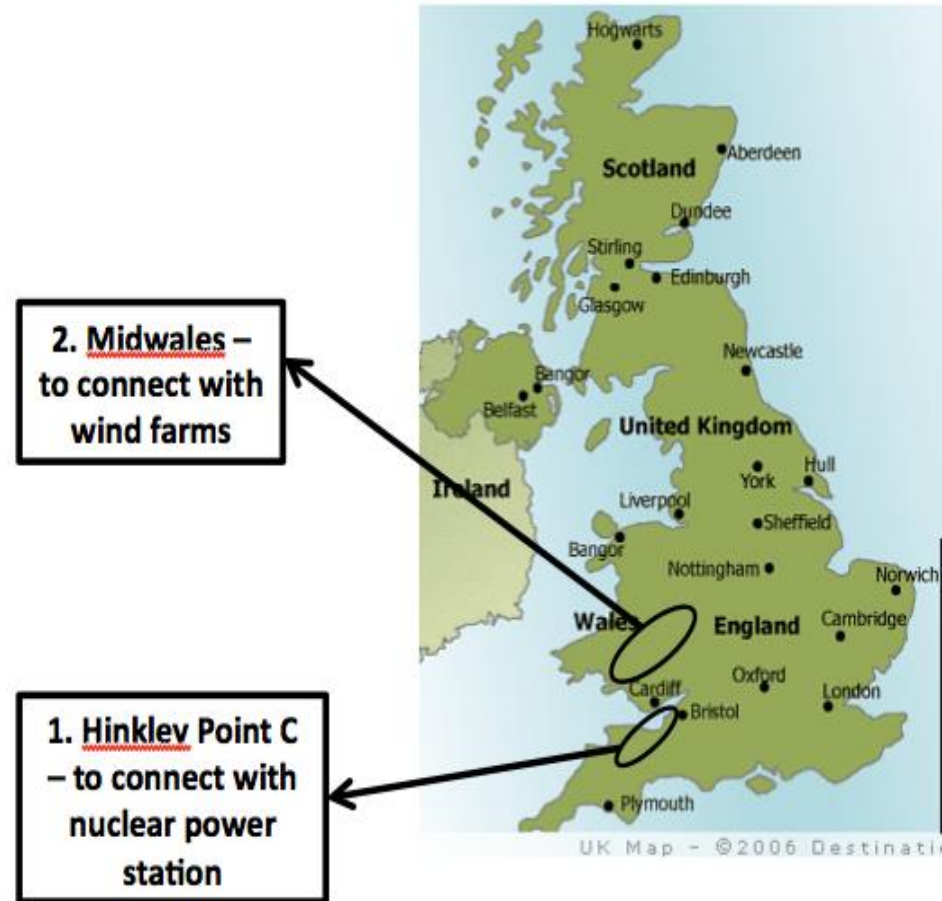 Hogwarts
Aberdeen
Scotland
Dundee
Stirling
Edinburgh
Glasgow
2. Midwales –
to connect with
wind farms
Newcastle
Bangor
Belfast
United Kingdom
Hull
York
Ireland
Liverpool
Sheffield
Bangor
Nottingham
Norwich
Wales
England
Cambridge
Oxford
Cardiff
London
Bristol
1. Hinkley Point C
– to connect with
nuclear power
station
Plymouth
UK Map - ©2006 Destinatio